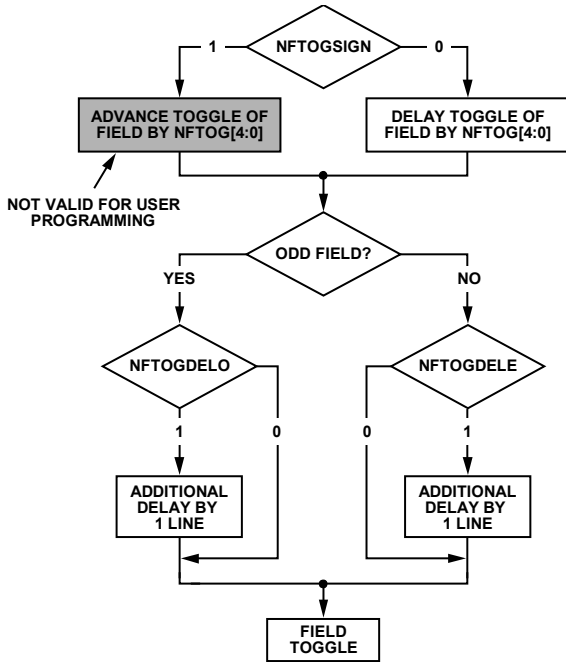 NFTOGSIGN
1
0
ADVANCE TOGGLE OF
FIELD BY NFTOG[4:0]
DELAY TOGGLE OF
FIELD BY NFTOG[4:0]
NOT VALID FOR USER
PROGRAMMING
ODD FIELD?
YES
NO
NFTOGDELO
NFTOGDELE
1
0
0
1
ADDITIONAL
DELAY BY
1 LINE
ADDITIONAL
DELAY BY
1 LINE
FIELD
TOGGLE